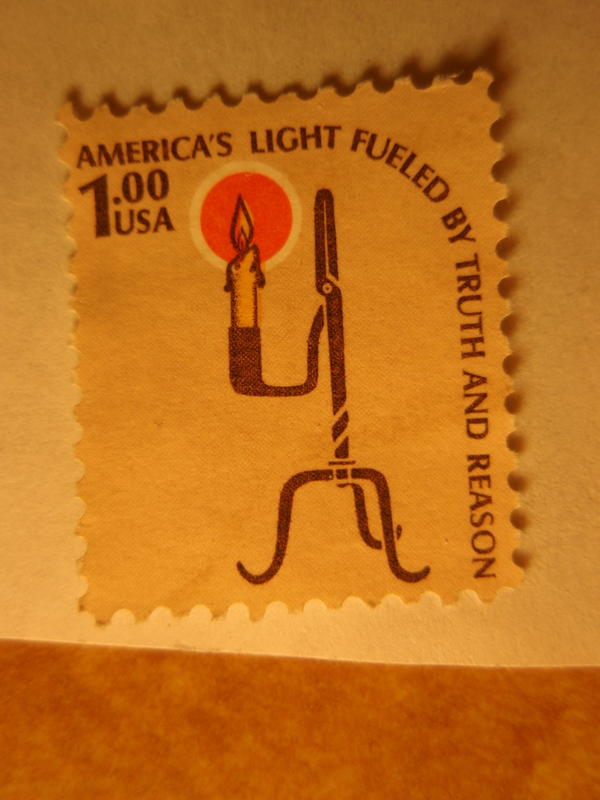 AMERICA'S LIGHT FUELED BY TRUTH AND REASON
1.00
USA